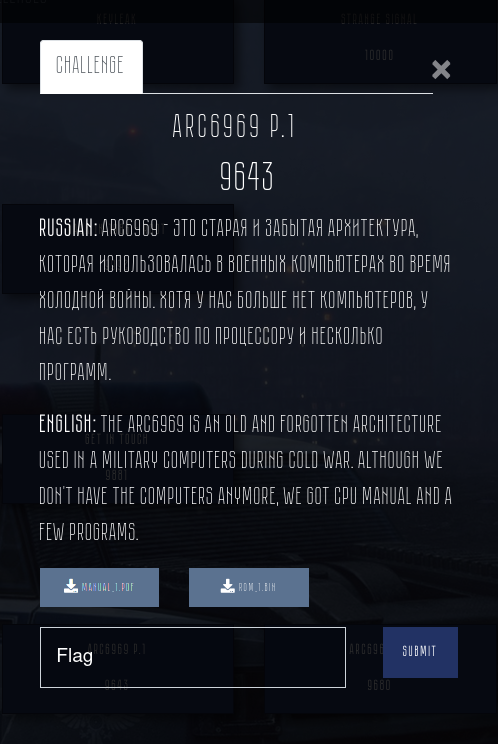 STRANGE SIGNAL
10000
CHALLENGE
×
ARC6969 P.1
9643
RUSSIAN: ARC6969 - ЭТО СТАРАЯ И ЗАБЫТАЯ АРХИТЕКТУРА,
КОТОРАЯ ИСПОЛЬЗОВАЛАСЬ В ВОЕННЫХ КОМПЬЮТЕРАХ ВО ВРЕМЯ
ХОЛОДНОЙ ВОЙНЫ. ХОТЯ У НАС БОЛЬШЕ НЕТ КОМПЬЮТЕРОВ, У
НАС ЕСТЬ РУКОВОДСТВО ПО ПРОЦЕССОРУ И НЕСКОЛЬКО
ПРОГРАММ.
ENGLISH: THE ARC6969 IS AN OLD AND FORGOTTEN ARCHITECTURE
GET IN TOUCH
USED IN A MILITARY COMPUTERS DURING COLD WAR. ALTHOUGH WE
9881
DON'T HAVE THE COMPUTERS ANYMORE, WE GOT CPU MANUAL AND A
FEW PROGRAMS.
MANUAL_1.PDF ROM_1.BIN
ARC6969 P.1
Flag
SUBMIT
9643
9680